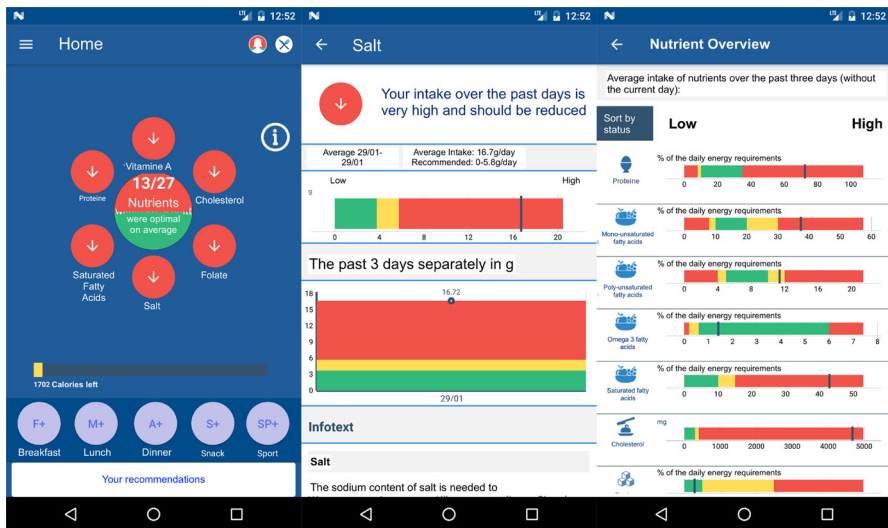 12:52
Home
Vitamine A
Proteine
13/27
Nutrients
Cholesterol
were optimal
on average
Saturated
Fatty
Acids
Salt
Folate
1702 Calories left
F+
M+
A+
S+
SP+
Breakfast
Lunch
Dinner
Snack
Sport
Your recommendations
LTE 12:52
Salt
Your intake over the past days is
very high and should be reduced
Average 29/01-
29/01
Average Intake: 16.7g/day
Recommended: 0-5.8g/day
Low
High
g
0 4 8 12 16 20
The past 3 days separately in g
18
15
12
9
6
3
0
16.72
29/01
Infotext
Salt
The sodium content of salt is needed to
LTE 12:52
Nutrient Overview
Average intake of nutrients over the past three days (without
the current day):
Sort by
status
Low
High
% of the daily energy requirements
Proteine
0 20 40 60 80 100
% of the daily energy requirements
Mono-unsaturated
fatty acids
0 10 20 30 40 50 60
% of the daily energy requirements
Poly-unsaturated
fatty acids
0 4 8 12 16 20
% of the daily energy requirements
Omega 3 fatty
acids
0 1 2 3 4 5 6 7 8
% of the daily energy requirements
Saturated fatty
acids
0 10 20 30 40 50
mg
Cholesterol
0 1000 2000 3000 4000 5000
% of the daily energy requirements